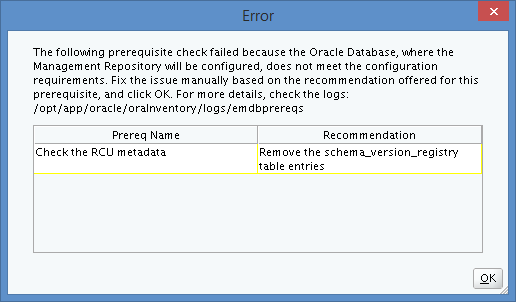 Error
The following prerequisite check failed because the Oracle Database, where the
Management Repository will be configured, does not meet the configuration
requirements. Fix the issue manually based on the recommendation offered for this
prerequisite, and click OK. For more details, check the logs:
/opt/app/oracle/oraInventory/logs/emdbprereqs
Prereq Name Recommendation
Check the RCU metadata Remove the schema_version_registry
table entries
OK